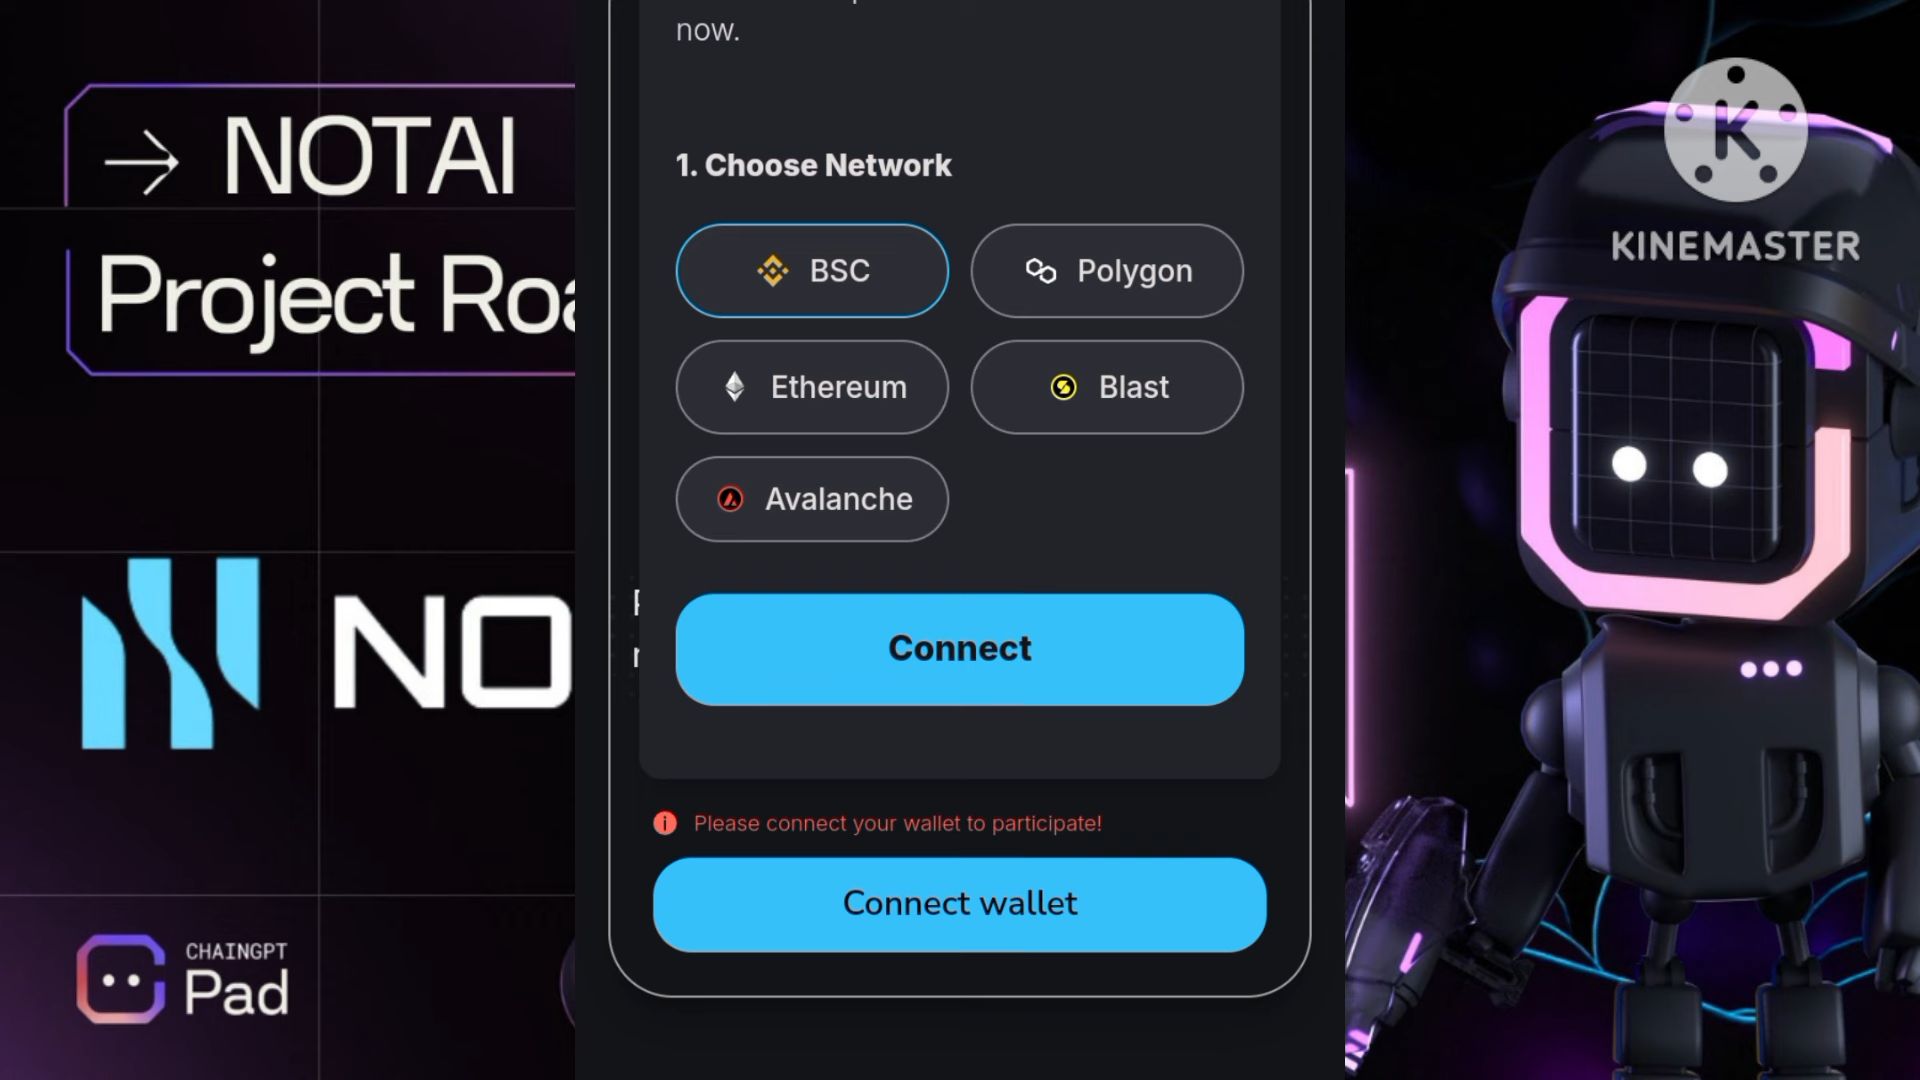 → NOTAI
Project Roa
NO
CHAINGPT
Pad
now.
1. Choose Network
BSC
Polygon
Ethereum
Blast
Avalanche
Connect
Please connect your wallet to participate!
Connect wallet
K
KINEMASTER